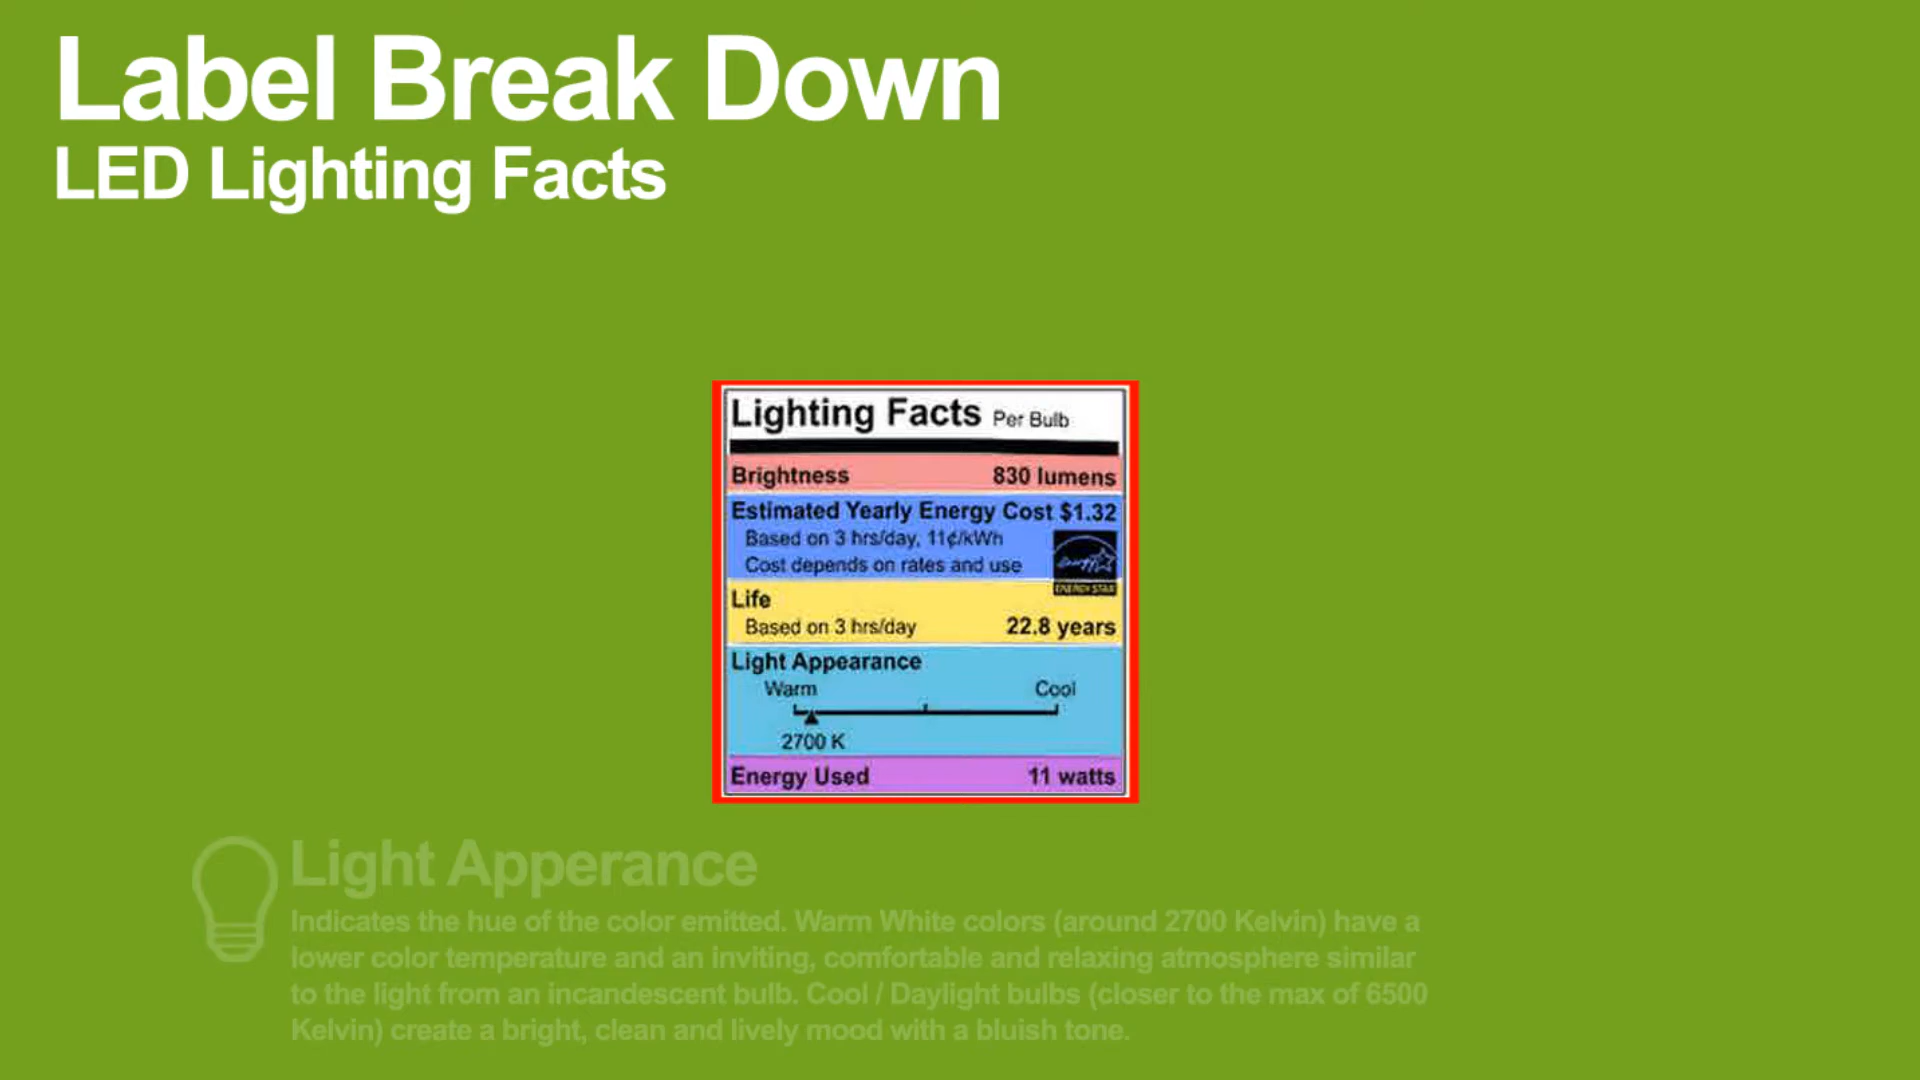 Label Break Down
LED Lighting Facts
Lighting Facts Per Bulb
Brightness 830 lumens
Estimated Yearly Energy Cost $1.32
Based on 3 hrs/day, 11¢/kWh
Cost depends on rates and use
ENERGY STAR
Life
Based on 3 hrs/day 22.8 years
Light Appearance
Warm Cool
2700 K
Energy Used 11 watts
Light Apperance
Indicates the hue of the color emitted. Warm White colors (around 2700 Kelvin) have a
lower color temperature and an inviting, comfortable and relaxing atmosphere similar
to the light from an incandescent bulb. Cool / Daylight bulbs (closer to the max of 6500
Kelvin) create a bright, clean and lively mood with a bluish tone.